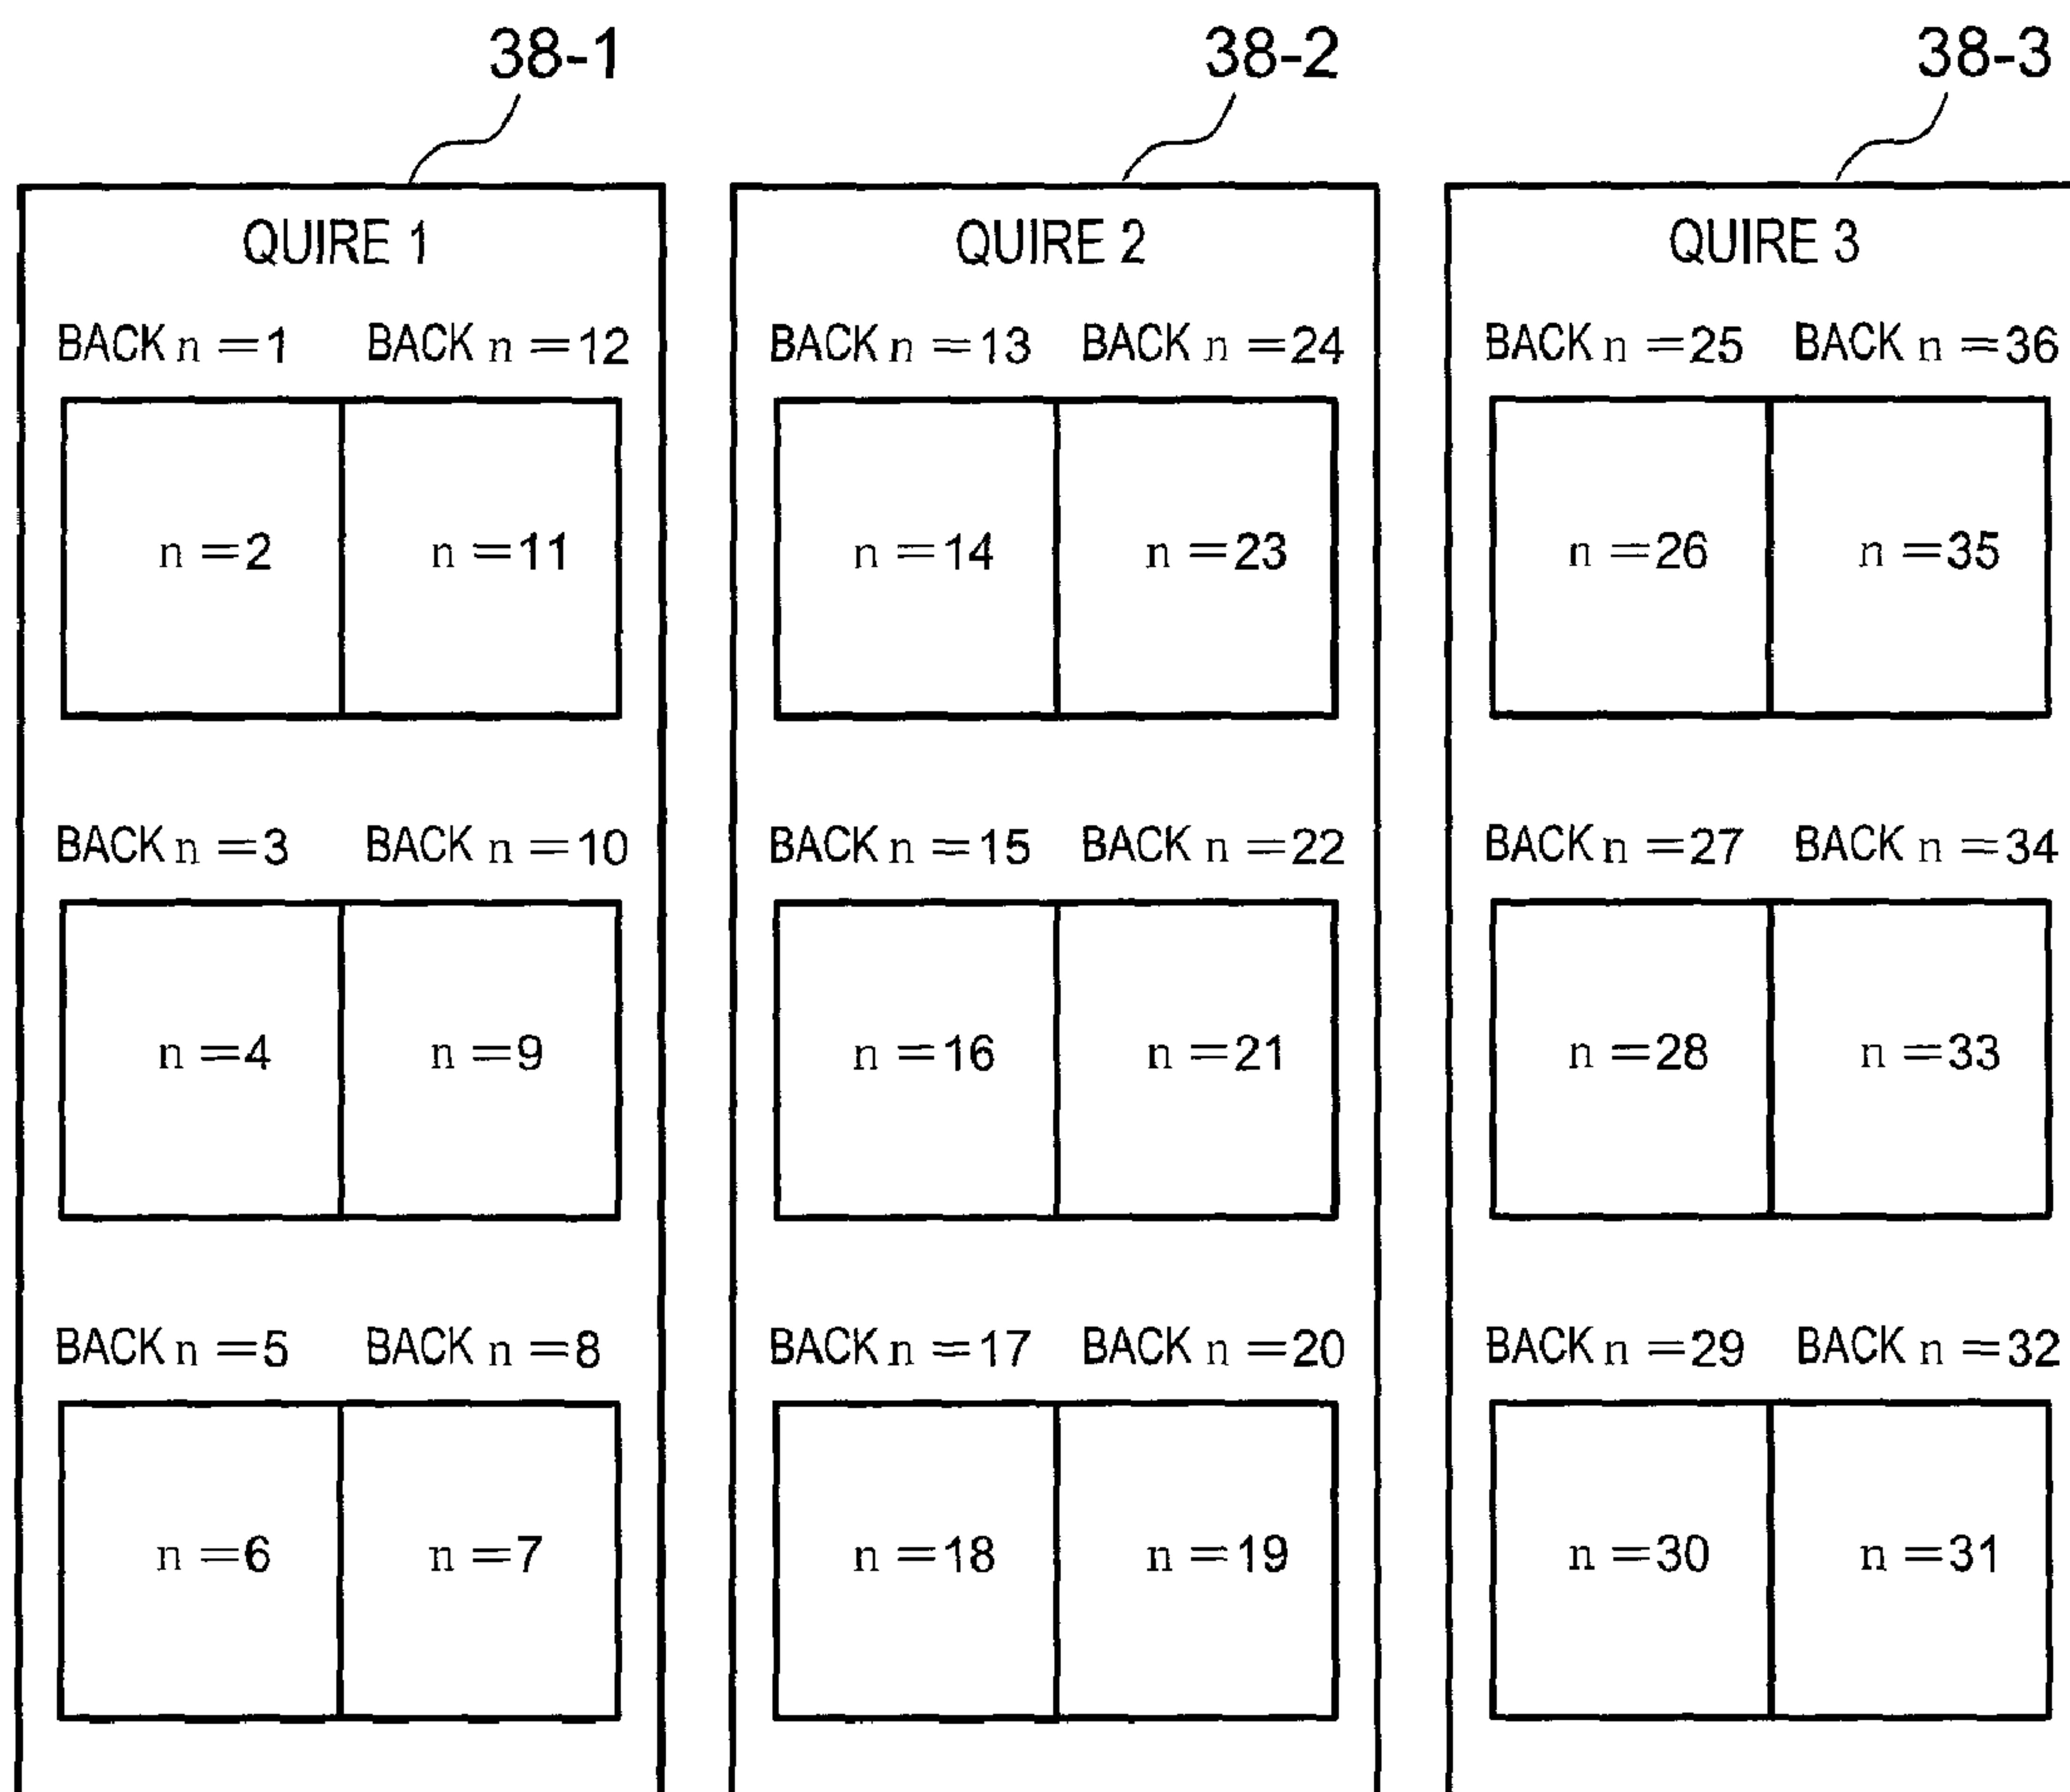 38-1
QUIRE 1
BACK n =1 BACK n =12
n =2 n =11
BACK n =3 BACK n =10
n =4 n =9
BACK n =5 BACK n =8
n =6 n =7
38-2
QUIRE 2
BACK n =13 BACK n =24
n =14 n =23
BACK n =15 BACK n =22
n =16 n =21
BACK n =17 BACK n =20
n =18 n =19
38-3
QUIRE 3
BACK n =25 BACK n =36
n =26 n =35
BACK n =27 BACK n =34
n =28 n =33
BACK n =29 BACK n =32
n =30 n =31